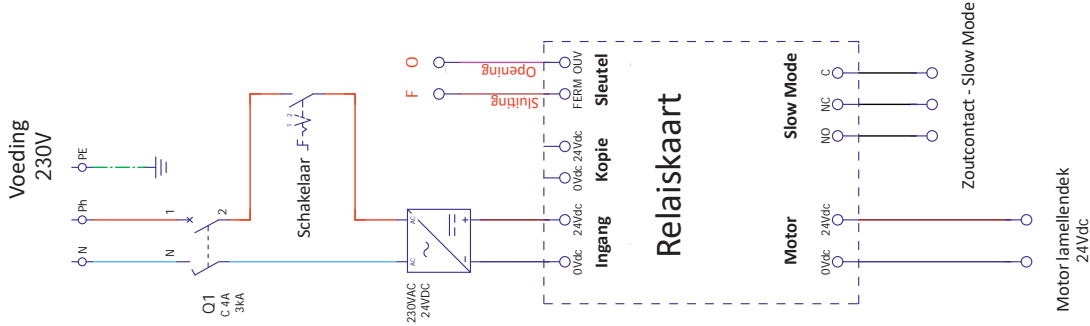 Voeding
230V
N
Ph
PE
N
1
2
Q1
C 4A
3kA
Schakelaar
1 2
F
AC
AC
~
+
–
230VAC
24VDC
F
O
Sluiting
Opening
0Vdc
24Vdc
0Vdc
24Vdc
FERM
OUV
Ingang
Kopie
Sleutel
Relaiskaart
Motor
Slow Mode
0Vdc
24Vdc
NO
NC
C
Zoutcontact - Slow Mode
Motor lamellendek
24Vdc